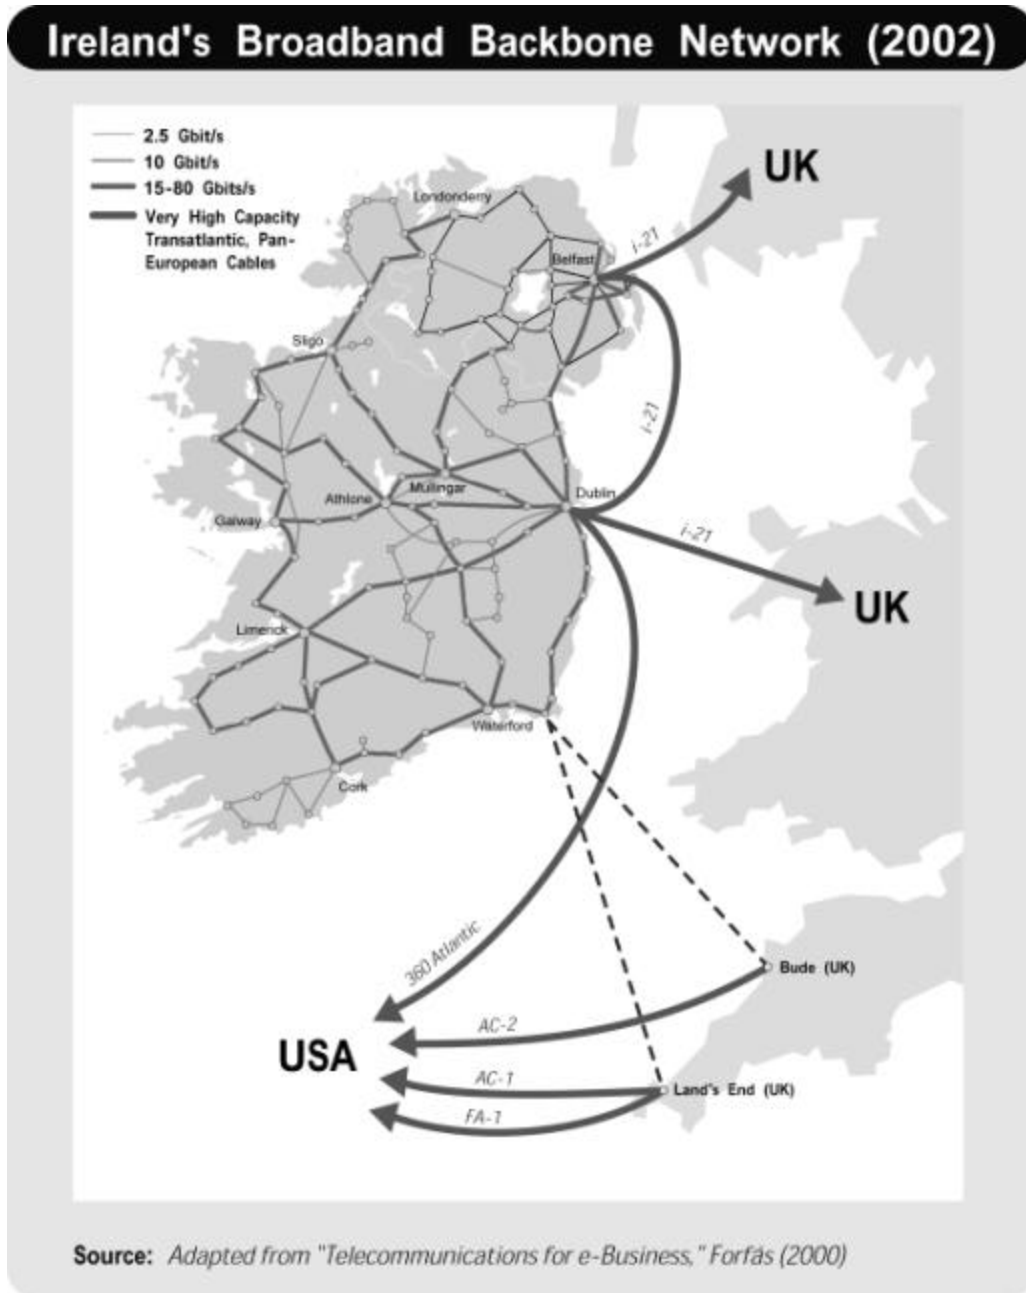 Ireland's Broadband Backbone Network (2002)
2.5 Gbit/s
10 Gbit/s
15-80 Gbits/s
Very High Capacity
Transatlantic, Pan-
European Cables
UK
Londonderry
i-21
Belfast
Sligo
i-21
Mullingar
Athlone
Dublin
Galway
i-21
UK
Limerick
Waterford
Cork
360 Atlantic
Bude (UK)
AC-2
USA
AC-1
Land's End (UK)
FA-1
Source: Adapted from "Telecommunications for e-Business," Forfás (2000)